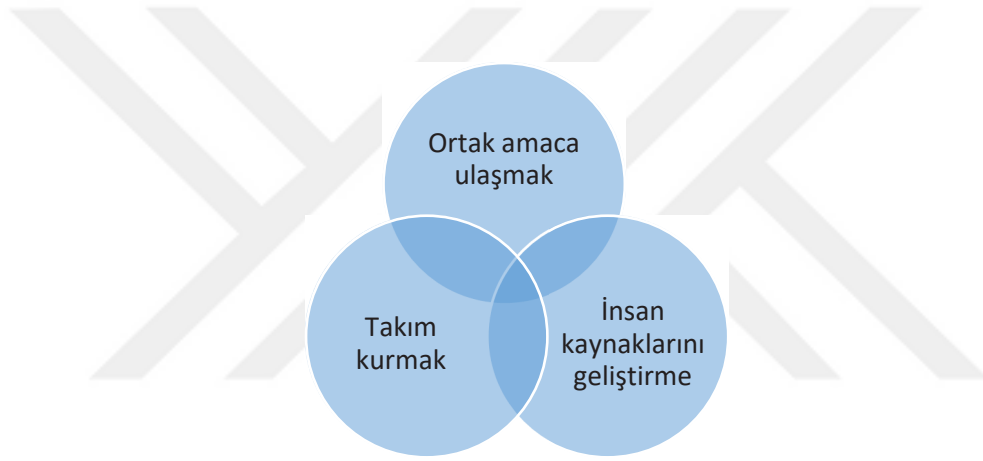 Ortak amaca
ulaşmak
Takım
kurmak
İnsan
kaynaklarını
geliştirme